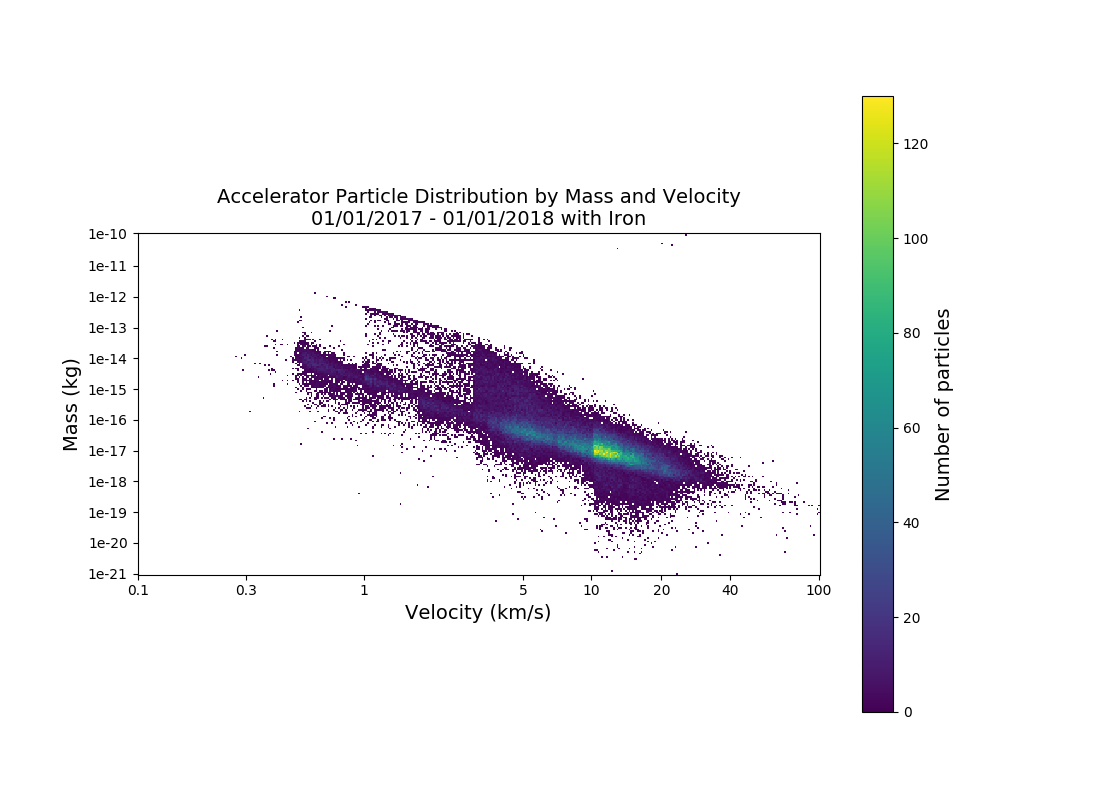 Accelerator Particle Distribution by Mass and Velocity
01/01/2017 - 01/01/2018 with Iron
Mass (kg)
1e-10
1e-11
1e-12
1e-13
1e-14
1e-15
1e-16
1e-17
1e-18
1e-19
1e-20
1e-21
0.1 0.3 1 5 10 20 40 100
Velocity (km/s)
120
100
80
60
40
20
0
Number of particles